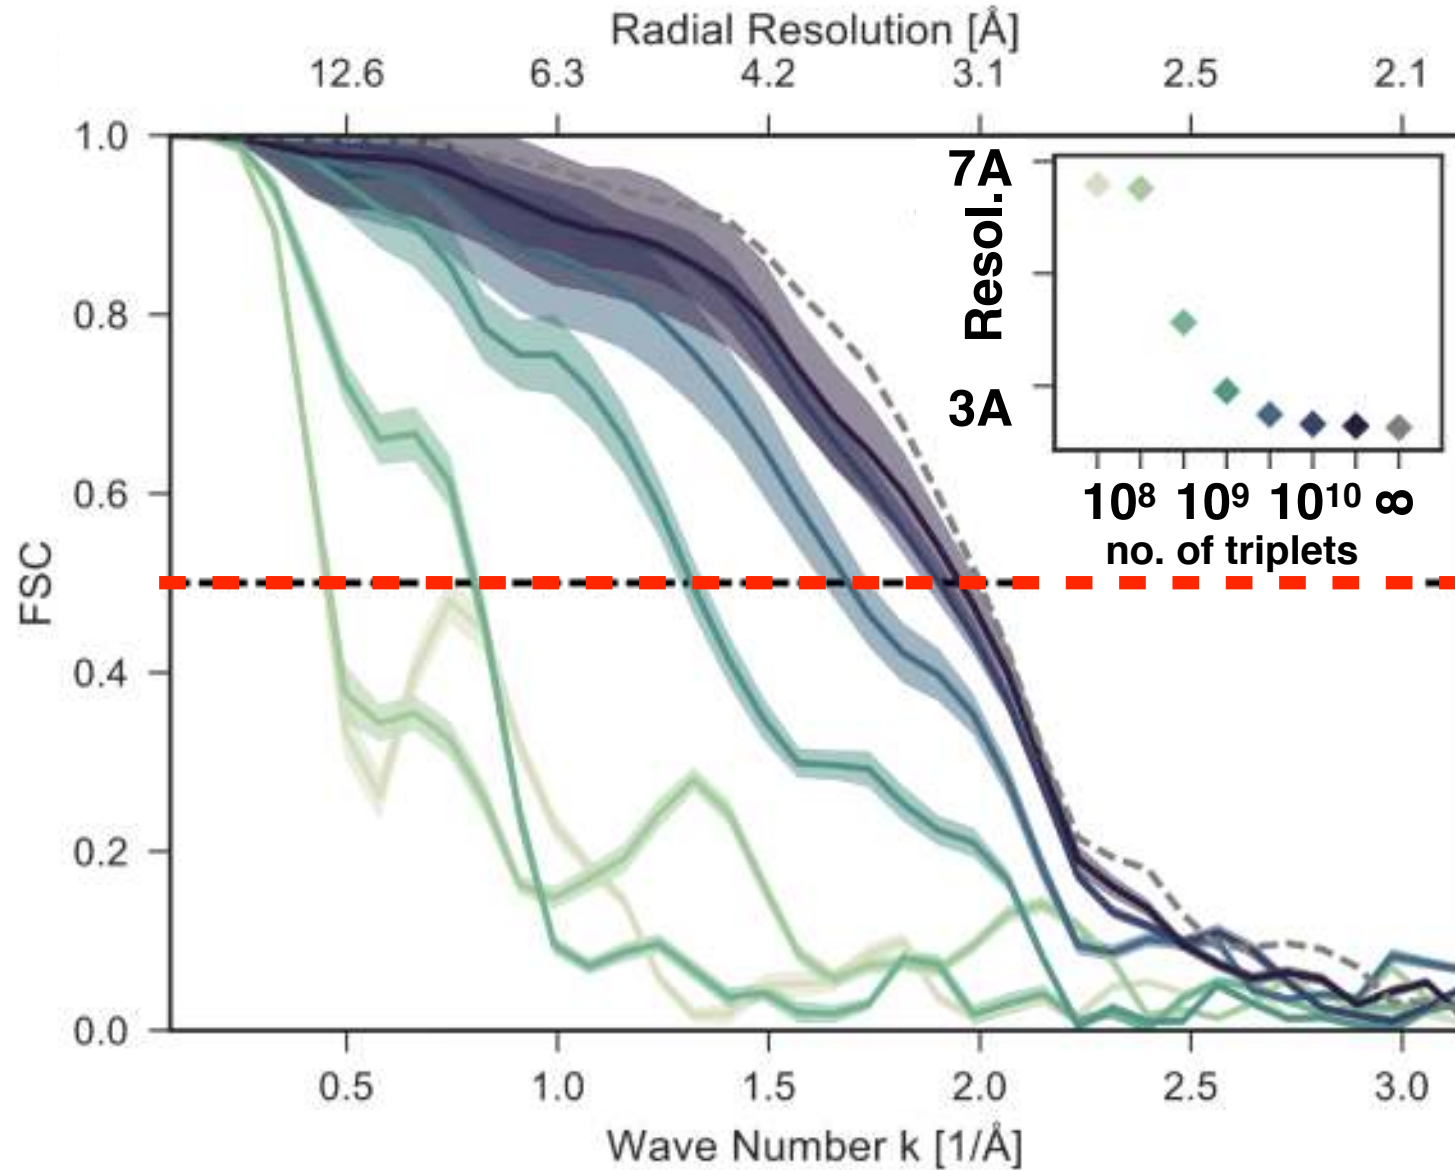 Radial Resolution [Å]
12.6 6.3 4.2 3.1 2.5 2.1
1.0
0.8
0.6
0.4
0.2
0.0
FSC
7A
Resol.
3A
10⁸ 10⁹ 10¹⁰ ∞
no. of triplets
0.5 1.0 1.5 2.0 2.5 3.0
Wave Number k [1/Å]